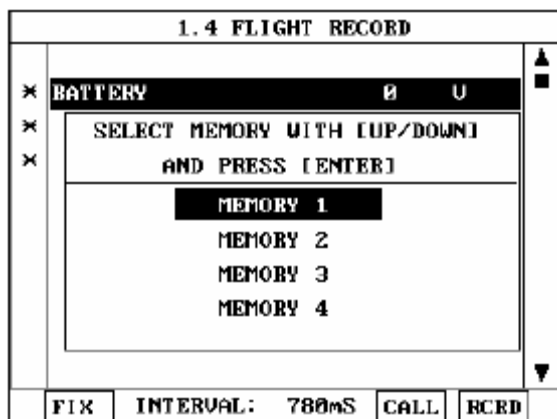 1.4 FLIGHT RECORD
* BATTERY 0 V
* SELECT MEMORY WITH [UP/DOWN]
* AND PRESS [ENTER]
MEMORY 1
MEMORY 2
MEMORY 3
MEMORY 4
FIX INTERVAL: 780mS CALL RCRD